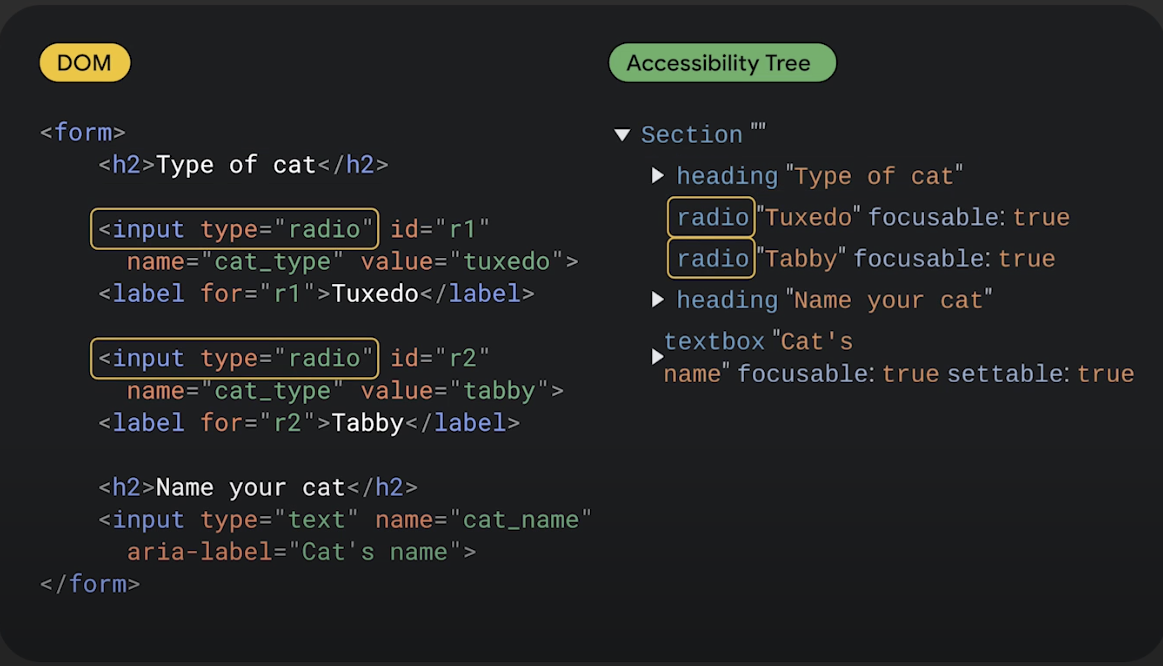 DOM
<form>
<h2>Type of cat</h2>
<input type="radio" id="r1"
name="cat_type" value="tuxedo">
<label for="r1">Tuxedo</label>
<input type="radio" id="r2"
name="cat_type" value="tabby">
<label for="r2">Tabby</label>
<h2>Name your cat</h2>
<input type="text" name="cat_name"
aria-label="Cat's name">
</form>
Accessibility Tree
▼ Section ""
▶ heading "Type of cat"
radio "Tuxedo" focusable: true
radio "Tabby" focusable: true
▶ heading "Name your cat"
▶ textbox "Cat's
name" focusable: true settable: true